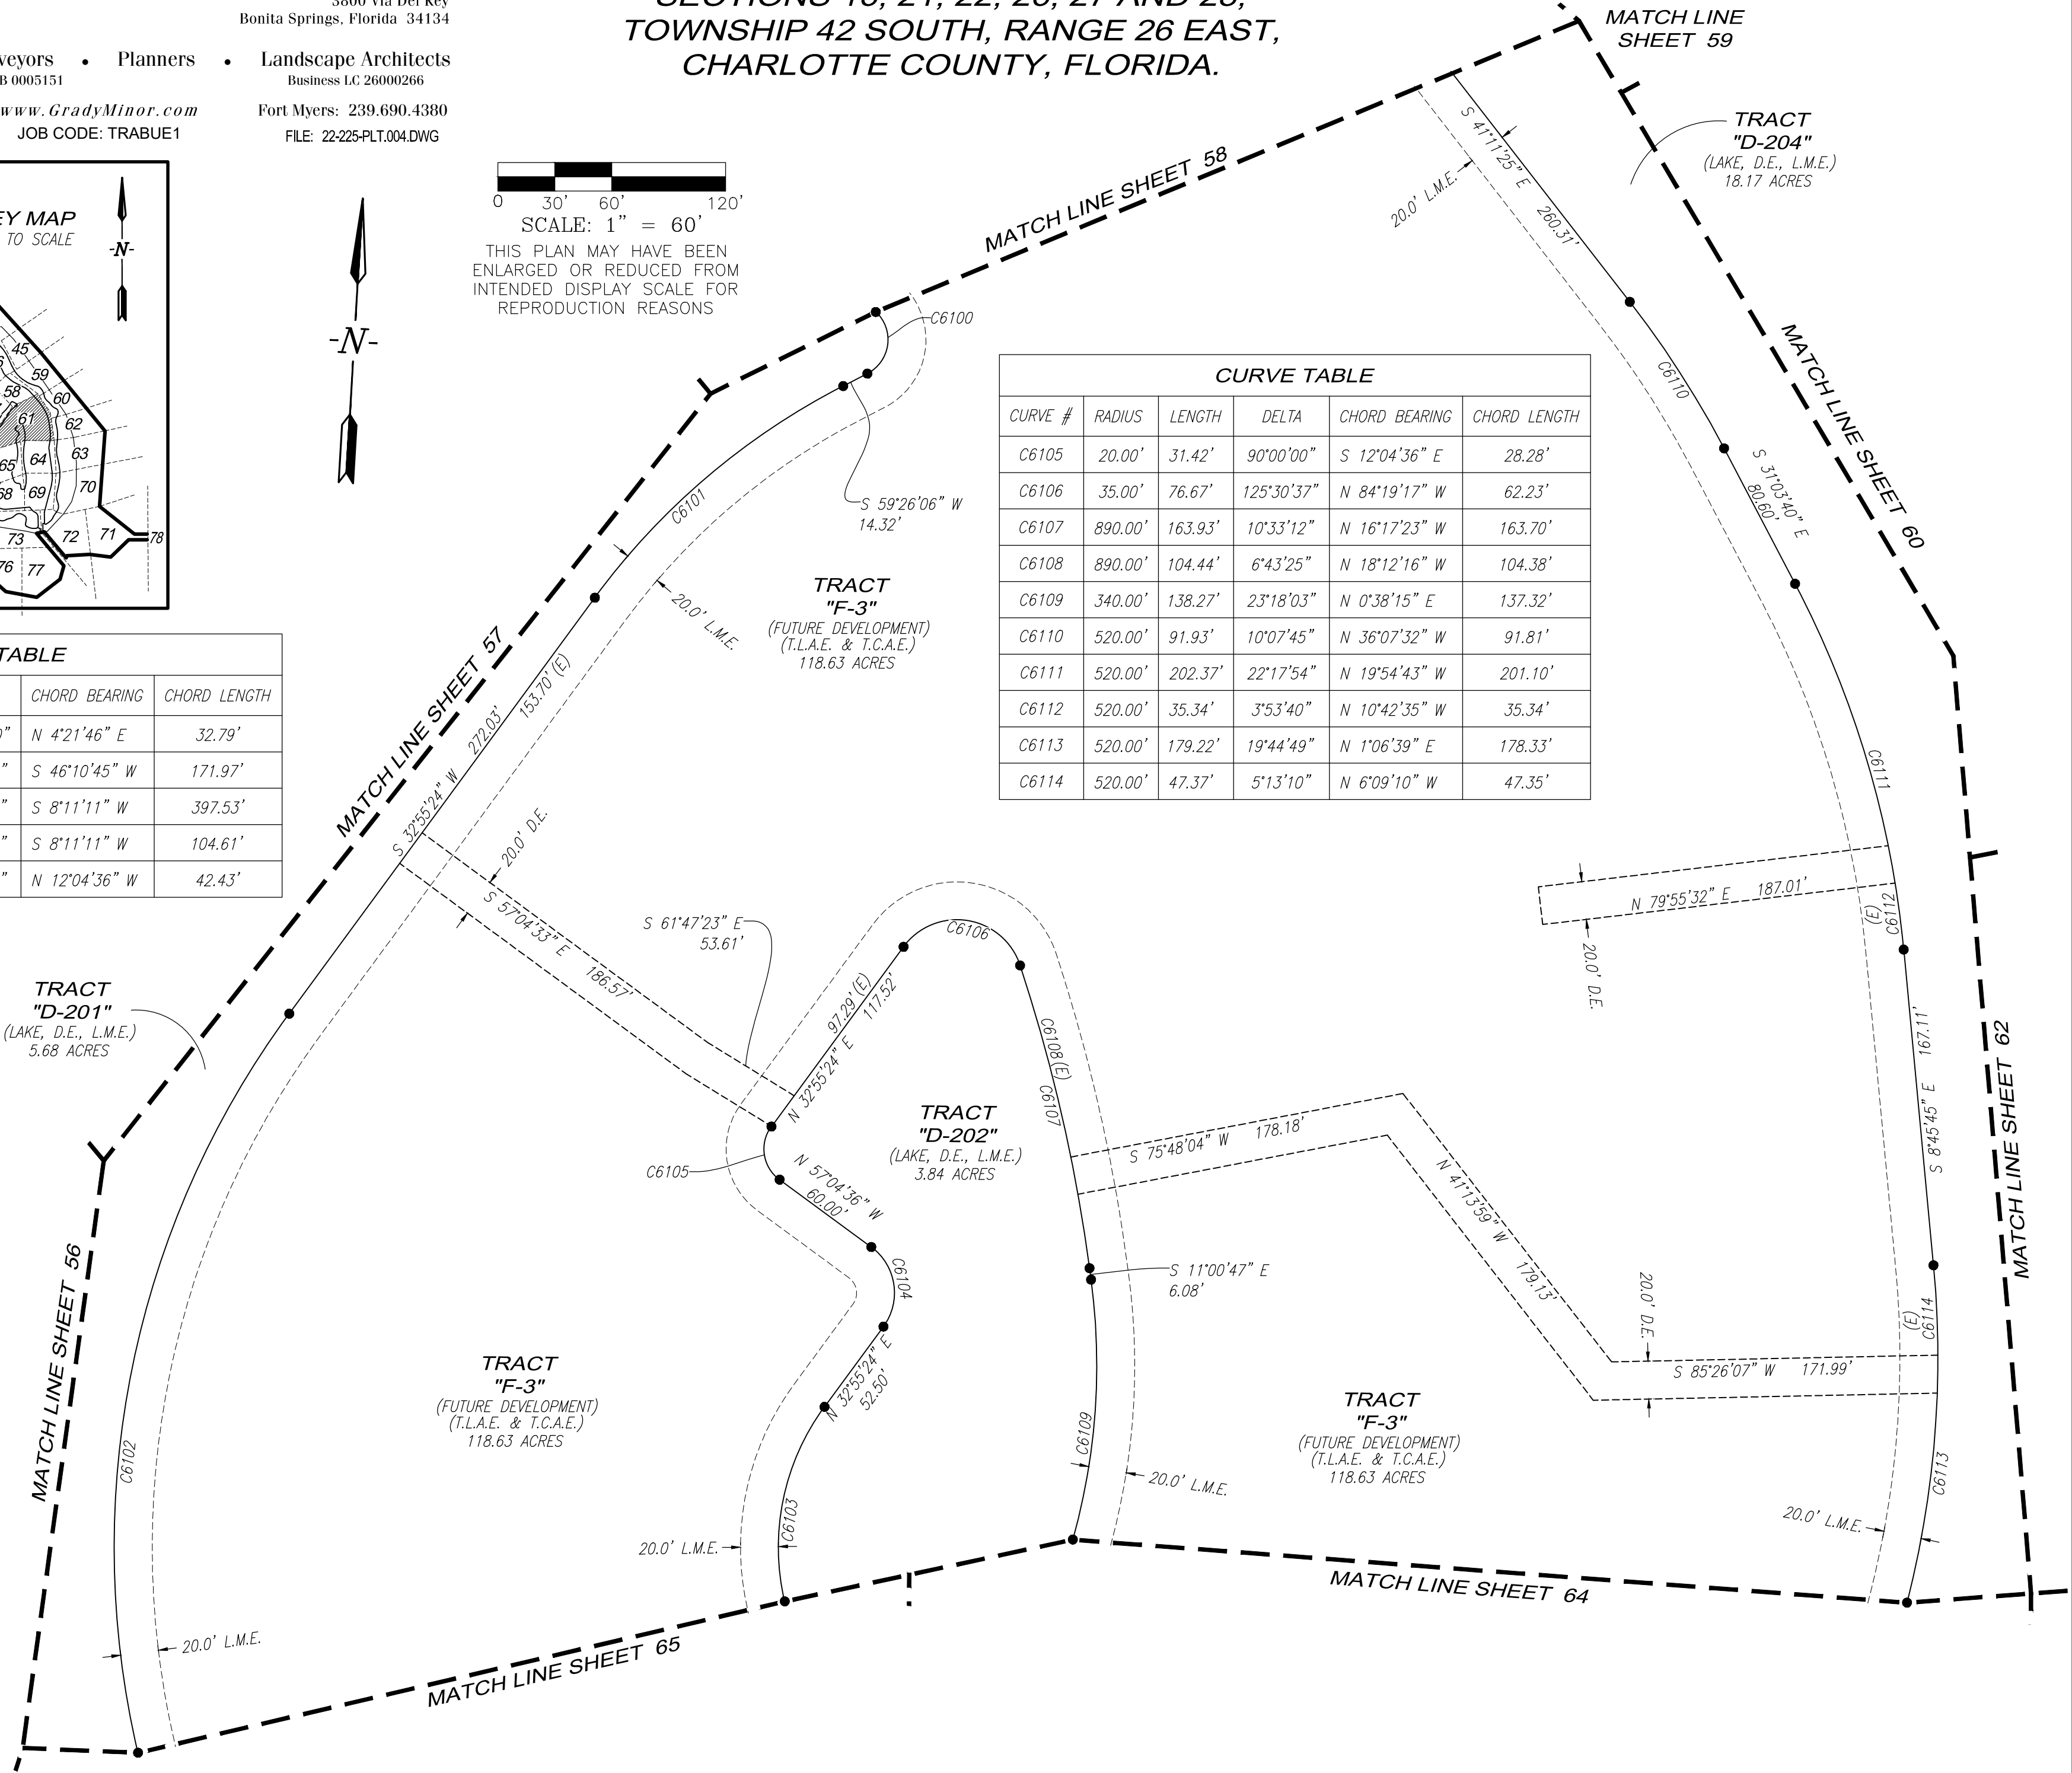 3800 Via Del Rey
Bonita Springs, Florida 34134
veyors • Planners • Landscape Architects
B 0005151 Business LC 26000266
www.GradyMinor.com Fort Myers: 239.690.4380
JOB CODE: TRABUE1 FILE: 22-225-PLT.004.DWG
TOWNSHIP 42 SOUTH, RANGE 26 EAST,
CHARLOTTE COUNTY, FLORIDA.
EY MAP
TO SCALE
-N-
45
59
58
60
61
62
65
64
63
68
69
70
73
72
71
78
76
77
-N-
0 30' 60' 120'
SCALE: 1" = 60'
THIS PLAN MAY HAVE BEEN
ENLARGED OR REDUCED FROM
INTENDED DISPLAY SCALE FOR
REPRODUCTION REASONS
TABLE
CHORD BEARING CHORD LENGTH
" N 4°21'46" E 32.79'
" S 46°10'45" W 171.97'
" S 8°11'11" W 397.53'
" S 8°11'11" W 104.61'
" N 12°04'36" W 42.43'
CURVE TABLE
CURVE # RADIUS LENGTH DELTA CHORD BEARING CHORD LENGTH
C6105 20.00' 31.42' 90°00'00" S 12°04'36" E 28.28'
C6106 35.00' 76.67' 125°30'37" N 84°19'17" W 62.23'
C6107 890.00' 163.93' 10°33'12" N 16°17'23" W 163.70'
C6108 890.00' 104.44' 6°43'25" N 18°12'16" W 104.38'
C6109 340.00' 138.27' 23°18'03" N 0°38'15" E 137.32'
C6110 520.00' 91.93' 10°07'45" N 36°07'32" W 91.81'
C6111 520.00' 202.37' 22°17'54" N 19°54'43" W 201.10'
C6112 520.00' 35.34' 3°53'40" N 10°42'35" W 35.34'
C6113 520.00' 179.22' 19°44'49" N 1°06'39" E 178.33'
C6114 520.00' 47.37' 5°13'10" N 6°09'10" W 47.35'
MATCH LINE
SHEET 59
TRACT
"D-204"
(LAKE, D.E., L.M.E.)
18.17 ACRES
MATCH LINE SHEET 58
S 41°11'25" E
260.31'
20.0' L.M.E.
C6110
S 31°03'40" E
80.60'
MATCH LINE SHEET 60
C6111
C6100
S 59°26'06" W
14.32'
C6101
20.0' L.M.E.
TRACT
"F-3"
(FUTURE DEVELOPMENT)
(T.L.A.E. & T.C.A.E.)
118.63 ACRES
MATCH LINE SHEET 57
153.70' (E)
272.03'
S 32°55'24" W
20.0' D.E.
S 57°04'33" E 186.57'
S 61°47'23" E
53.61'
C6106
97.29' (E)
117.52'
N 32°55'24" E
C6108(E)
C6107
N 79°55'32" E 187.01'
20.0' D.E.
(E)
C6112
167.11'
S 8°45'45" E
MATCH LINE SHEET 62
TRACT
"D-201"
(LAKE, D.E., L.M.E.)
5.68 ACRES
TRACT
"D-202"
(LAKE, D.E., L.M.E.)
3.84 ACRES
C6105
N 57°04'36" W
60.00'
C6104
N 32°55'24" E
52.50'
S 75°48'04" W 178.18'
N 41°13'59" W 179.13'
S 11°00'47" E
6.08'
20.0' D.E.
S 85°26'07" W 171.99'
(E)
C6114
MATCH LINE SHEET 56
C6102
TRACT
"F-3"
(FUTURE DEVELOPMENT)
(T.L.A.E. & T.C.A.E.)
118.63 ACRES
C6109
TRACT
"F-3"
(FUTURE DEVELOPMENT)
(T.L.A.E. & T.C.A.E.)
118.63 ACRES
C6113
20.0' L.M.E.
C6103
20.0' L.M.E.
20.0' L.M.E.
20.0' L.M.E.
MATCH LINE SHEET 64
MATCH LINE SHEET 65